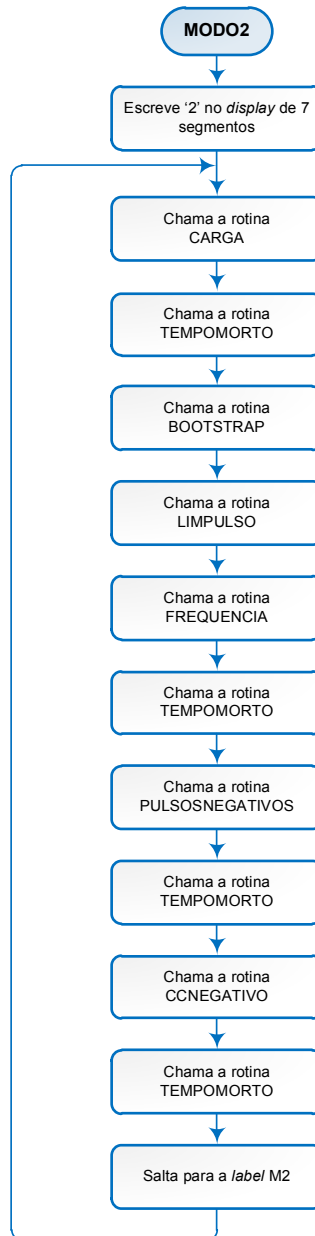 MODO2
Escreve ‘2’ no display de 7
segmentos
Chama a rotina
CARGA
Chama a rotina
TEMPOMORTO
Chama a rotina
BOOTSTRAP
Chama a rotina
LIMPULSO
Chama a rotina
FREQUENCIA
Chama a rotina
TEMPOMORTO
Chama a rotina
PULSOSNEGATIVOS
Chama a rotina
TEMPOMORTO
Chama a rotina
CCNEGATIVO
Chama a rotina
TEMPOMORTO
Salta para a label M2